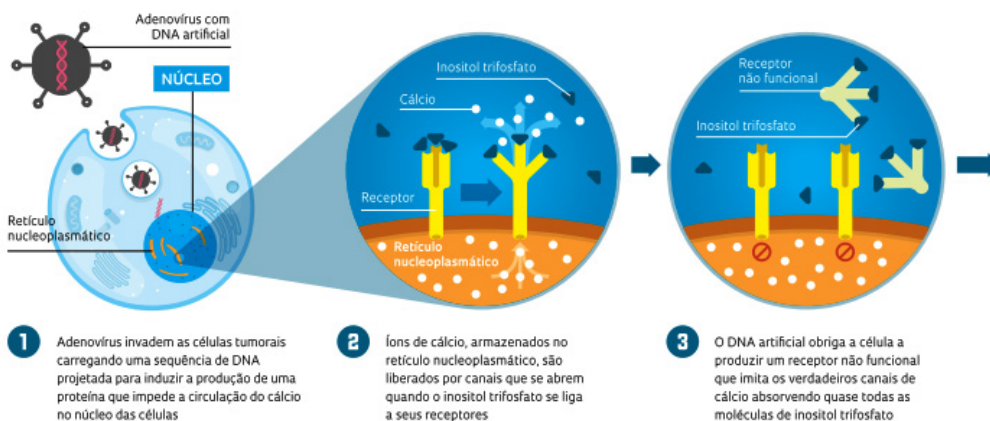 Adenovírus com
DNA artificial
NÚCLEO
Retículo
nucleoplasmático
Inositol trifosfato
Cálcio
Receptor
Retículo
nucleoplasmático
Receptor
não funcional
Inositol trifosfato
1
Adenovírus invadem as células tumorais
carregando uma sequência de DNA
projetada para induzir a produção de uma
proteína que impede a circulação do cálcio
no núcleo das células
2
Íons de cálcio, armazenados no
retículo nucleoplasmático, são
liberados por canais que se abrem
quando o inositol trifosfato se liga
a seus receptores
3
O DNA artificial obriga a célula a
produzir um receptor não funcional
que imita os verdadeiros canais de
cálcio absorvendo quase todas as
moléculas de inositol trifosfato